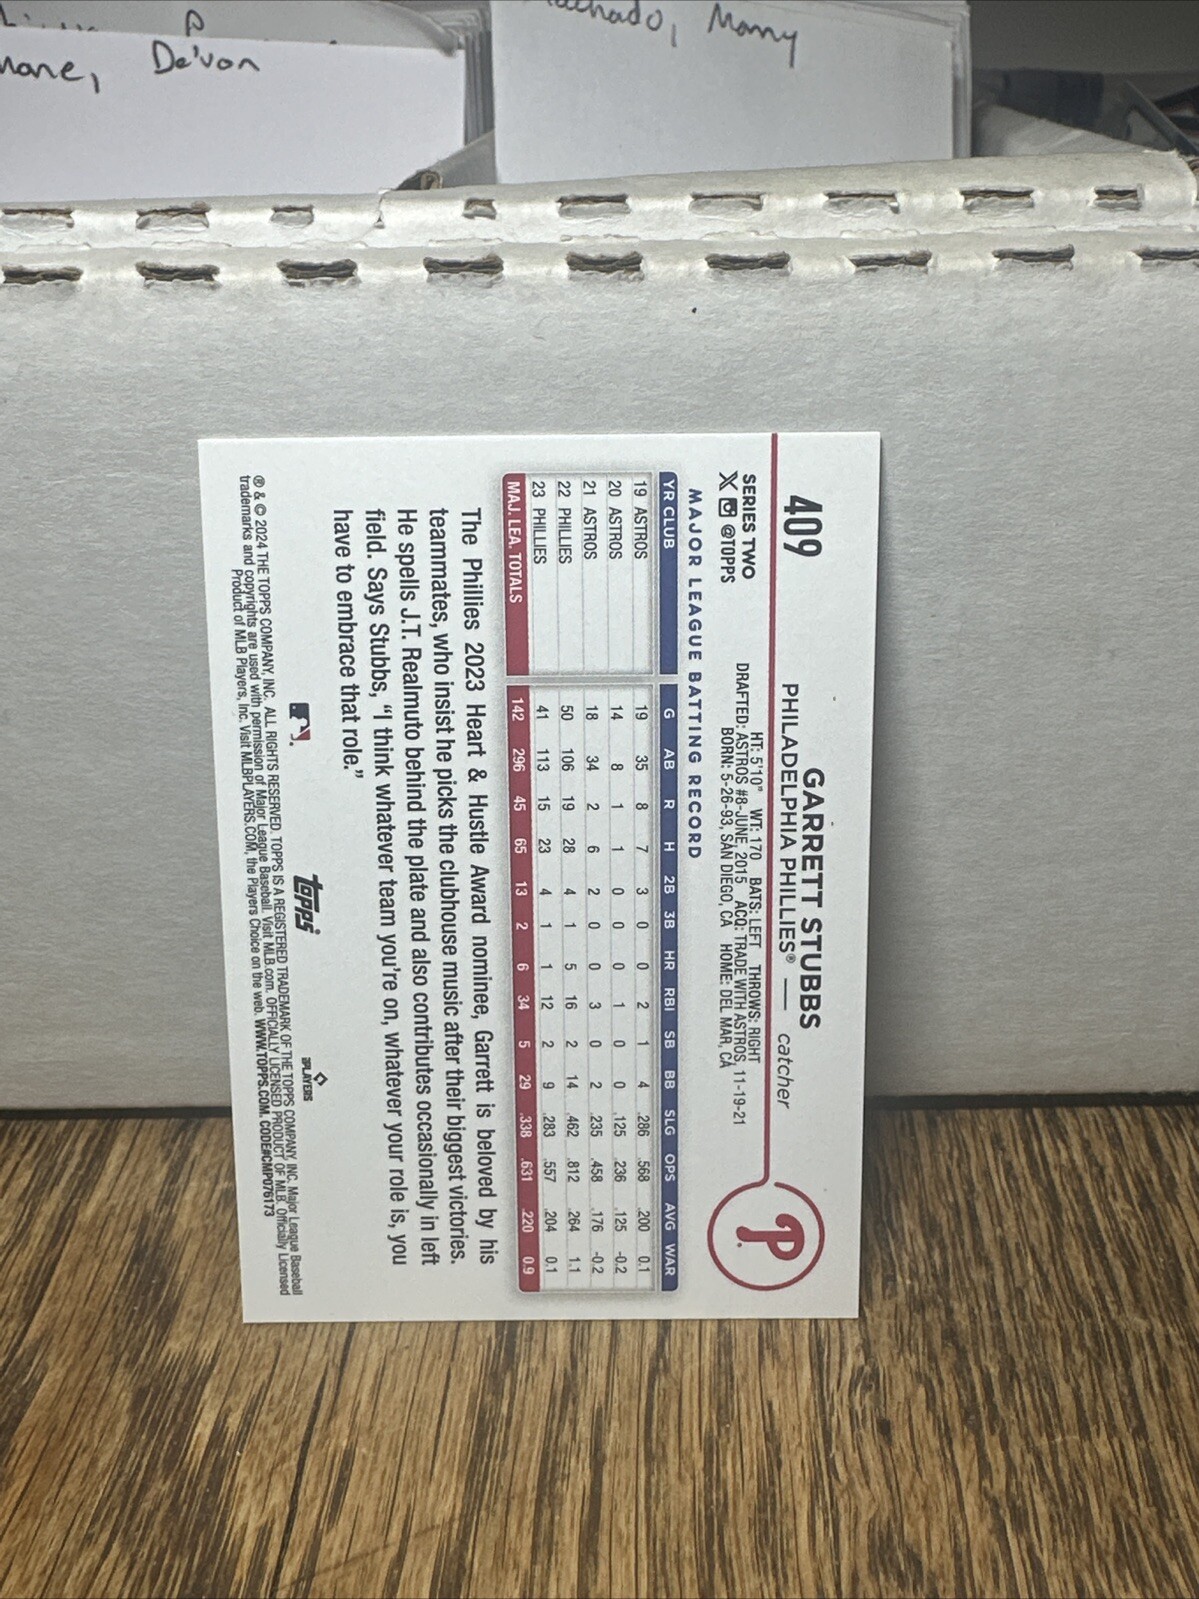 De'von
Manny
409
GARRETT STUBBS
PHILADELPHIA PHILLIES® — catcher
SERIES TWO
@TOPPS
HT: 5'10" WT: 170 BATS: LEFT THROWS: RIGHT
DRAFTED: ASTROS #8-JUNE, 2015 ACQ: TRADE WITH ASTROS, 11-19-21
BORN: 5-26-93, SAN DIEGO, CA HOME: DEL MAR, CA
P
MAJOR LEAGUE BATTING RECORD
YR CLUB G AB R H 2B 3B HR RBI SB BB SLG OPS AVG WAR
19 ASTROS 19 35 8 7 3 0 0 2 1 4 .286 .568 .200 0.1
20 ASTROS 14 8 1 1 0 0 0 1 0 0 .125 .236 .125 -0.2
21 ASTROS 18 34 2 6 2 0 0 3 0 2 .235 .458 .176 -0.2
22 PHILLIES 50 106 19 28 4 1 5 16 2 14 .462 .812 .264 1.1
23 PHILLIES 41 113 15 23 4 1 1 12 2 9 .283 .557 .204 0.1
MAJ. LEA. TOTALS 142 296 45 65 13 2 6 34 5 29 .338 .631 .220 0.9
The Phillies 2023 Heart & Hustle Award nominee, Garrett is beloved by his
teammates, who insist he picks the clubhouse music after their biggest victories.
He spells J.T. Realmuto behind the plate and also contributes occasionally in left
field. Says Stubbs, “I think whatever team you're on, whatever your role is, you
have to embrace that role.”
topps
PLAYERS
® & © 2024 THE TOPPS COMPANY, INC. ALL RIGHTS RESERVED. TOPPS IS A REGISTERED TRADEMARK OF THE TOPPS COMPANY, INC. Major League Baseball
trademarks and copyrights are used with permission of Major League Baseball. Visit MLB.com. OFFICIALLY LICENSED PRODUCT OF MLB. Officially Licensed
Product of MLB Players, Inc. Visit MLBPLAYERS.COM, the Players Choice on the web. WWW.TOPPS.COM. CODE#CMP076173